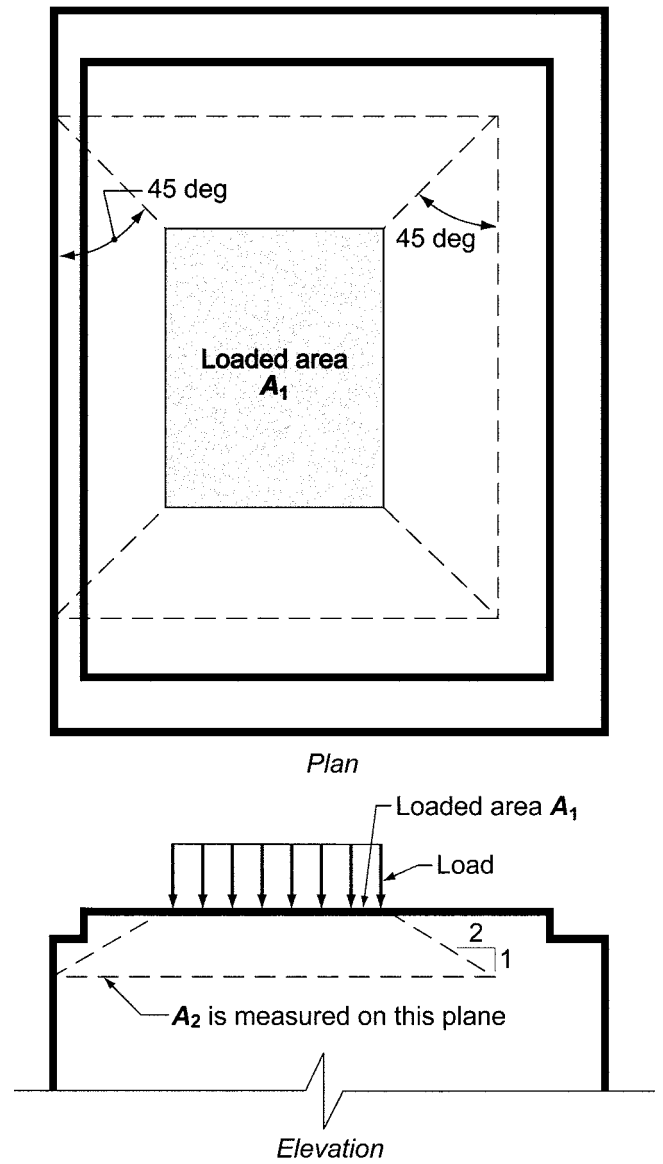 45 deg
45 deg
Loaded area
A₁
Plan
Loaded area A₁
Load
2
1
A₂ is measured on this plane
Elevation